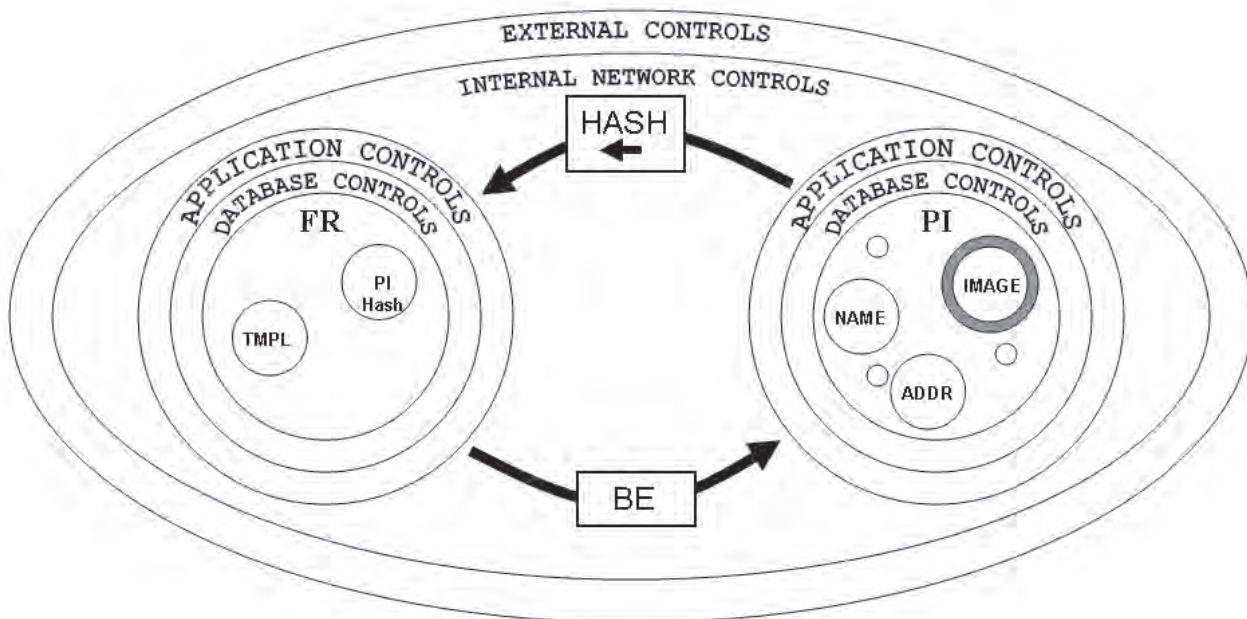 EXTERNAL CONTROLS
INTERNAL NETWORK CONTROLS
HASH
APPLICATION CONTROLS
DATABASE CONTROLS
FR
PI
Hash
TMPL
APPLICATION CONTROLS
DATABASE CONTROLS
PI
IMAGE
NAME
ADDR
BE